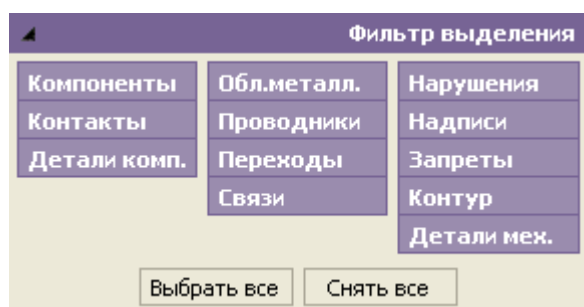 Фильтр выделения
Компоненты
Контакты
Детали комп.
Обл.металл.
Проводники
Переходы
Связи
Нарушения
Надписи
Запреты
Контур
Детали мех.
Выбрать все
Снять все